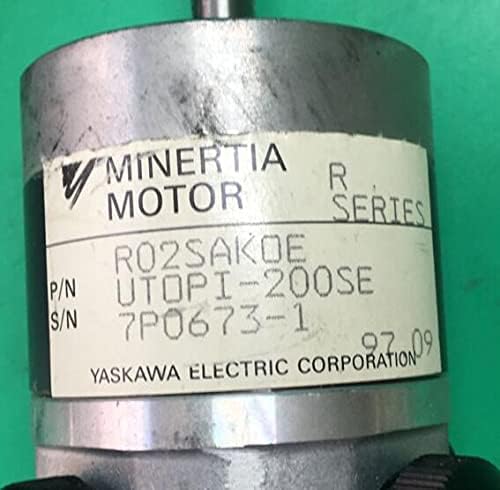 MINERTIA
MOTOR
R
SERIES
R02SAK0E
P/N UTOPI-200SE
S/N 7P0673-1
97.09
YASKAWA ELECTRIC CORPORATION